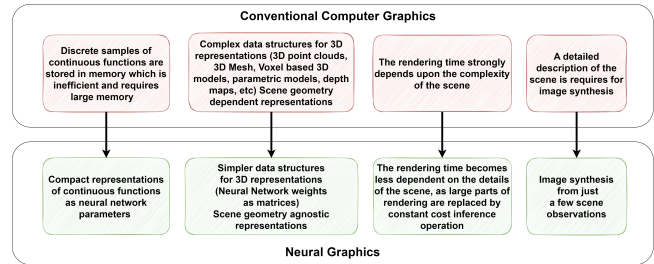 Conventional Computer Graphics
Discrete samples of
continuous functions are
stored in memory which is
inefficient and requires
large memory
Complex data structures for 3D
representations (3D point clouds,
3D Mesh, Voxel based 3D
models, parametric models, depth
maps, etc) Scene geometry
dependent representations
The rendering time strongly
depends upon the complexity
of the scene
A detailed
description of the
scene is requires for
image synthesis
Compact representations
of continuous functions
as neural network
parameters
Simpler data structures
for 3D representations
(Neural Network weights
as matrices)
Scene geometry agnostic
representations
The rendering time becomes
less dependent on the details
of the scene, as large parts of
rendering are replaced by
constant cost inference
operation
Image synthesis
from just
a few scene
observations
Neural Graphics